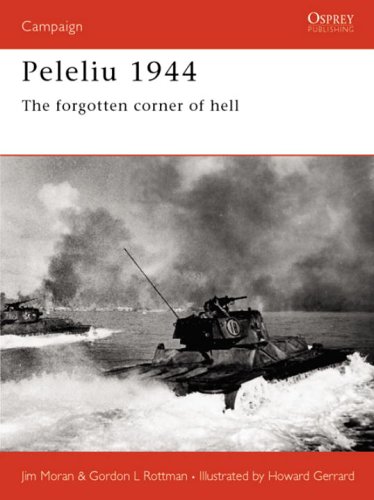 Campaign
OSPREY
PUBLISHING
Peleliu 1944
The forgotten corner of hell
Jim Moran & Gordon L Rottman • Illustrated by Howard Gerrard